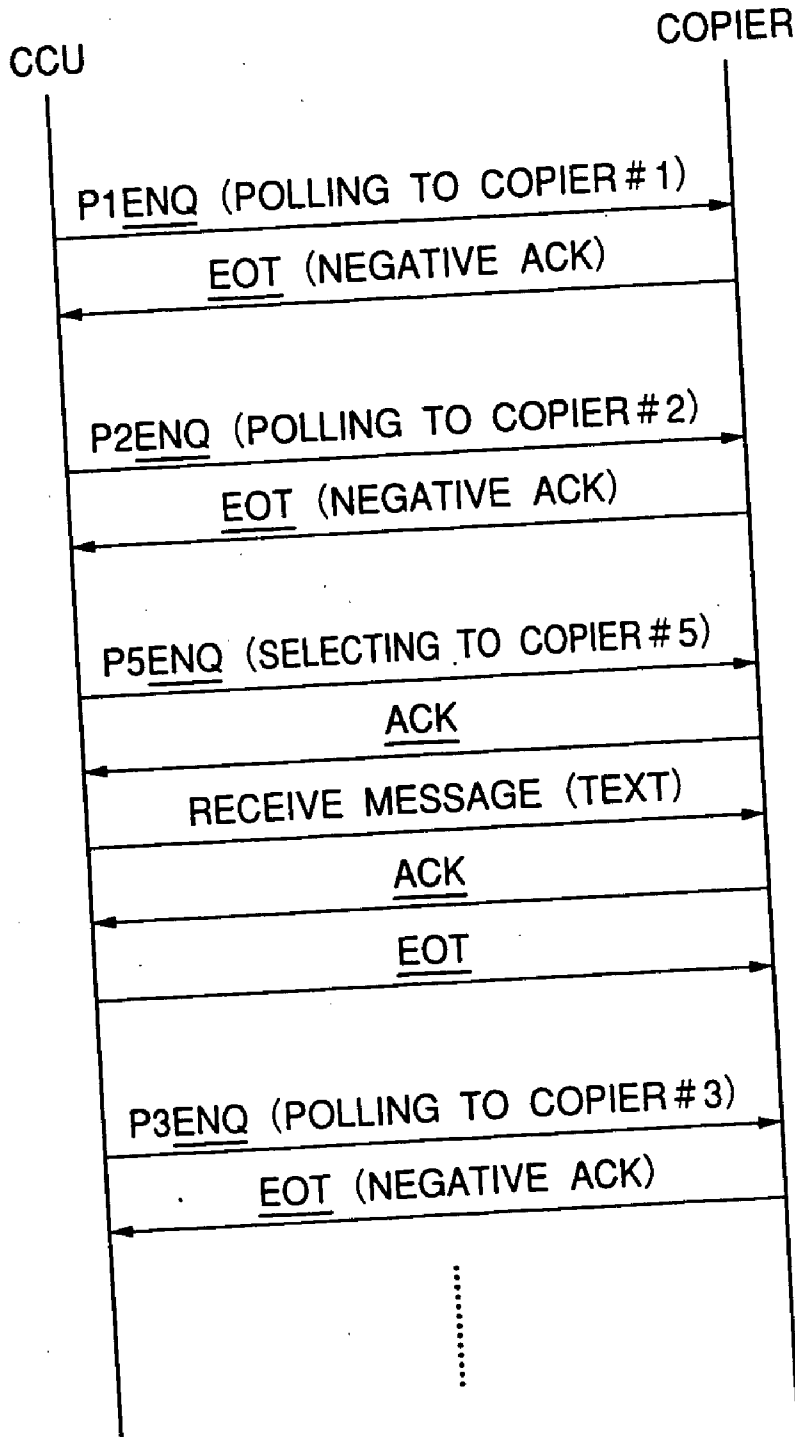 CCU
COPIER
P1ENQ (POLLING TO COPIER#1)
EOT (NEGATIVE ACK)
P2ENQ (POLLING TO COPIER#2)
EOT (NEGATIVE ACK)
P5ENQ (SELECTING TO COPIER#5)
ACK
RECEIVE MESSAGE (TEXT)
ACK
EOT
P3ENQ (POLLING TO COPIER#3)
EOT (NEGATIVE ACK)